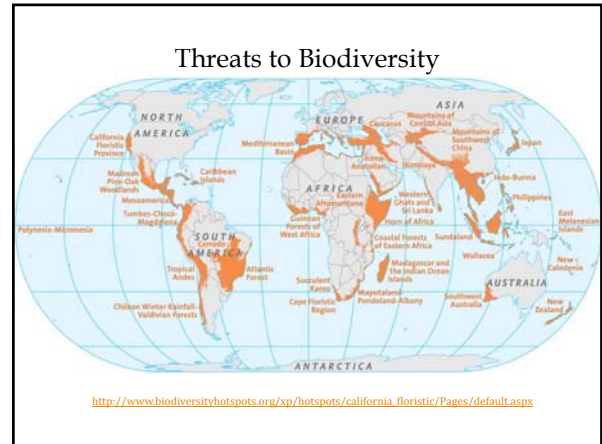 Threats to Biodiversity
ASIA
NORTH
AMERICA
EUROPE
Caucasus
Mountains of
Central Asia
Mountains of
Southwest
China
Japan
California
Floristic
Province
Mediterranean
Basin
Irano-
Anatolian
Himalaya
Indo-Burma
Madrean
Pine-Oak
Woodlands
Caribbean
Islands
AFRICA
Eastern
Afromontane
Western
Ghats and
Sri Lanka
Philippines
Mesoamerica
Horn of Africa
Tumbes-Chocó-
Magdalena
Guinean
Forests of
West Africa
Coastal Forests
of Eastern Africa
Sundaland
East
Melanesian
Islands
Polynesia-Micronesia
SOUTH
AMERICA
Cerrado
Wallacea
Madagascar and
the Indian Ocean
Islands
New
Caledonia
Tropical
Andes
Atlantic
Forest
Succulent
Karoo
AUSTRALIA
Maputaland-
Pondoland-Albany
Cape Floristic
Region
Southwest
Australia
New
Zealand
Chilean Winter Rainfall-
Valdivian Forests
ANTARCTICA
http://www.biodiversityhotspots.org/xp/hotspots/california_floristic/Pages/default.aspx